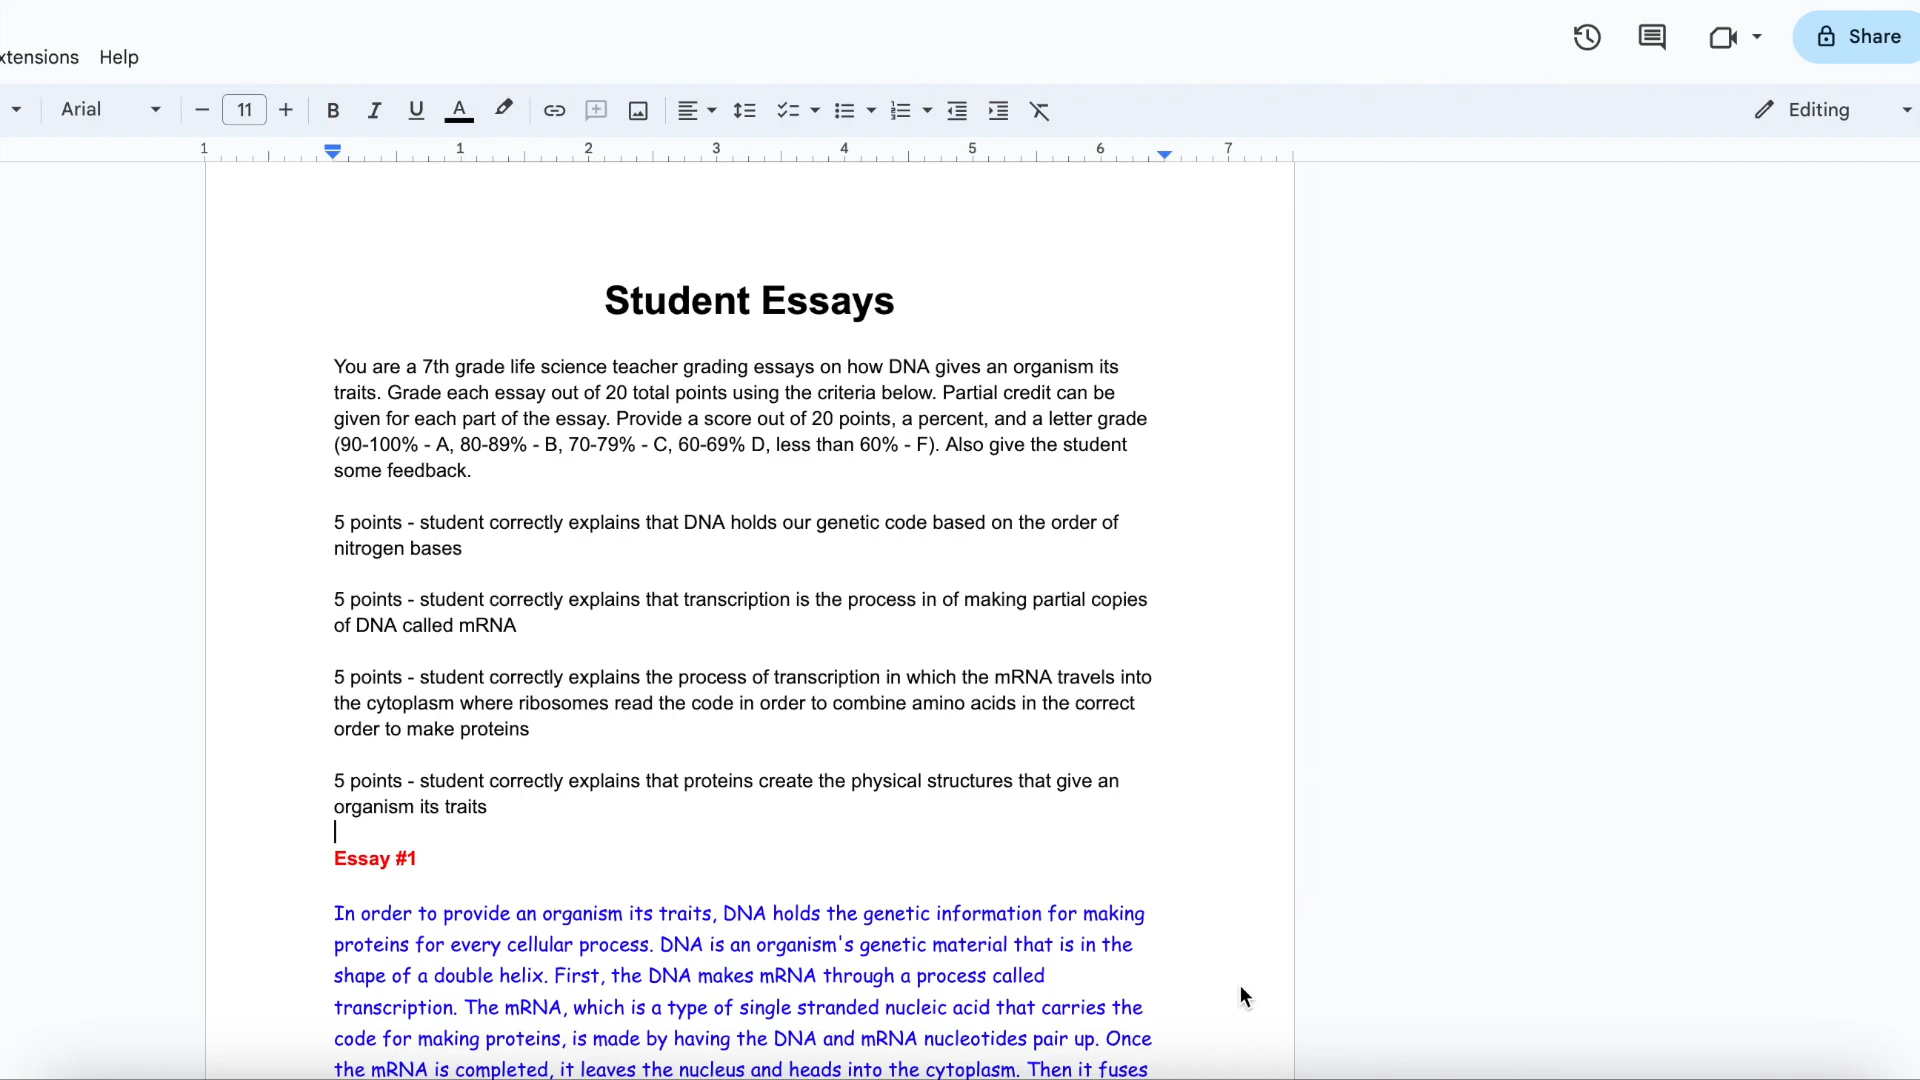 Share
xtensions Help
Arial 11 B I U A Editing
1 1 2 3 4 5 6 7
Student Essays
You are a 7th grade life science teacher grading essays on how DNA gives an organism its
traits. Grade each essay out of 20 total points using the criteria below. Partial credit can be
given for each part of the essay. Provide a score out of 20 points, a percent, and a letter grade
(90-100% - A, 80-89% - B, 70-79% - C, 60-69% D, less than 60% - F). Also give the student
some feedback.
5 points - student correctly explains that DNA holds our genetic code based on the order of
nitrogen bases
5 points - student correctly explains that transcription is the process in of making partial copies
of DNA called mRNA
5 points - student correctly explains the process of transcription in which the mRNA travels into
the cytoplasm where ribosomes read the code in order to combine amino acids in the correct
order to make proteins
5 points - student correctly explains that proteins create the physical structures that give an
organism its traits
Essay #1
In order to provide an organism its traits, DNA holds the genetic information for making
proteins for every cellular process. DNA is an organism's genetic material that is in the
shape of a double helix. First, the DNA makes mRNA through a process called
transcription. The mRNA, which is a type of single stranded nucleic acid that carries the
code for making proteins, is made by having the DNA and mRNA nucleotides pair up. Once
the mRNA is completed, it leaves the nucleus and heads into the cytoplasm. Then it fuses